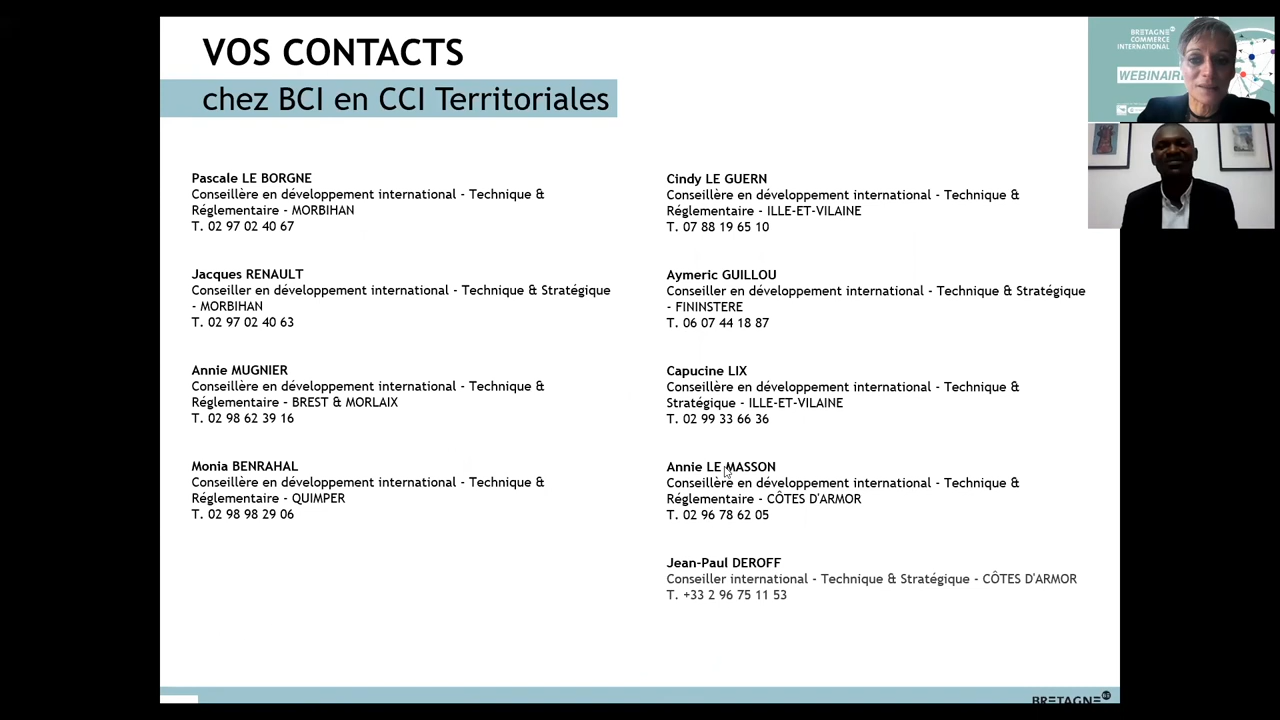 VOS CONTACTS
chez BCI en CCI Territoriales
Pascale LE BORGNE
Conseillère en développement international - Technique &
Réglementaire - MORBIHAN
T. 02 97 02 40 67
Jacques RENAULT
Conseiller en développement international - Technique & Stratégique
- MORBIHAN
T. 02 97 02 40 63
Annie MUGNIER
Conseillère en développement international - Technique &
Réglementaire – BREST & MORLAIX
T. 02 98 62 39 16
Monia BENRAHAL
Conseillère en développement international - Technique &
Réglementaire - QUIMPER
T. 02 98 98 29 06
Cindy LE GUERN
Conseillère en développement international - Technique &
Réglementaire - ILLE-ET-VILAINE
T. 07 88 19 65 10
Aymeric GUILLOU
Conseiller en développement international - Technique & Stratégique
- FININSTERE
T. 06 07 44 18 87
Capucine LIX
Conseillère en développement international - Technique &
Stratégique - ILLE-ET-VILAINE
T. 02 99 33 66 36
Annie LE MASSON
Conseillère en développement international - Technique &
Réglementaire - CÔTES D'ARMOR
T. 02 96 78 62 05
Jean-Paul DEROFF
Conseiller international - Technique & Stratégique - CÔTES D'ARMOR
T. +33 2 96 75 11 53
BRETAGNE
COMMERCE
INTERNATIONAL
WEBINAIRE
BRETAGNE